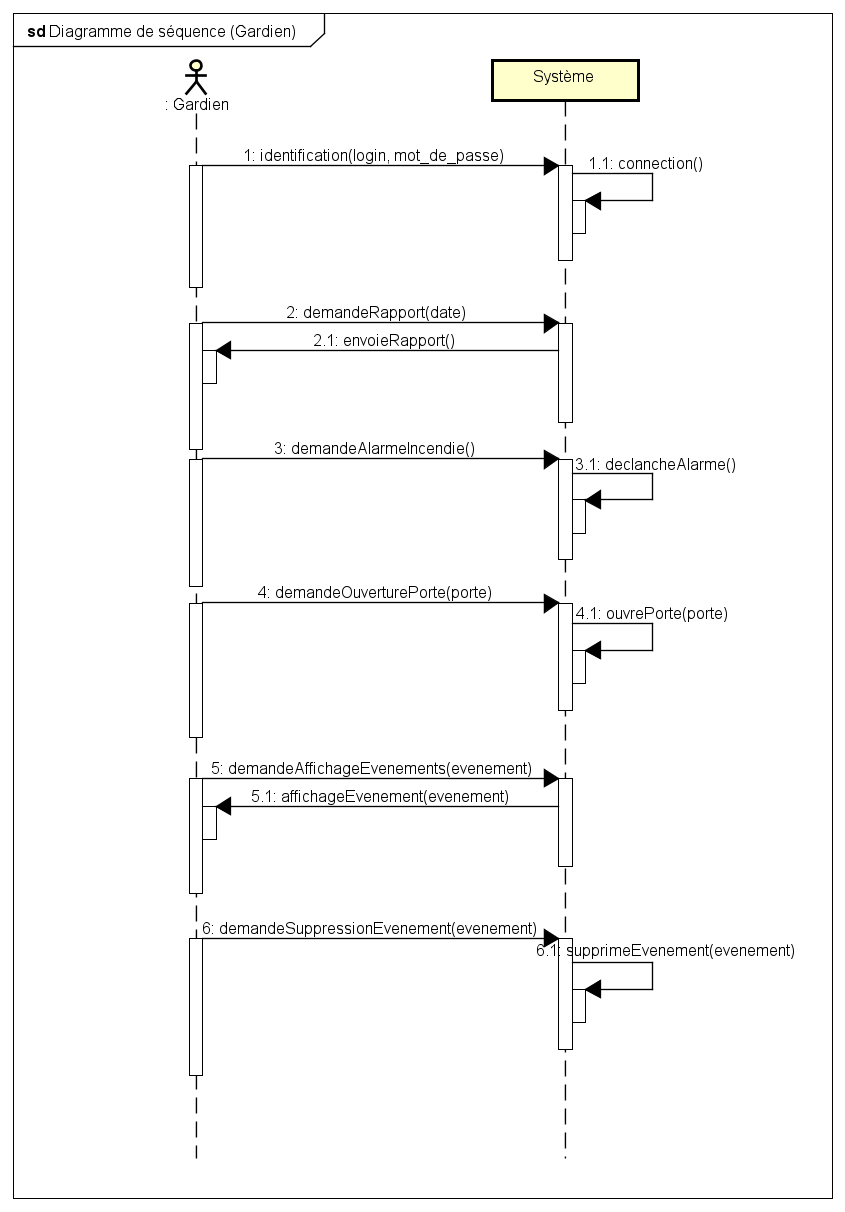 sd Diagramme de séquence (Gardien)
: Gardien
Système
1: identification(login, mot_de_passe)
1.1: connection()
2: demandeRapport(date)
2.1: envoieRapport()
3: demandeAlarmeIncendie()
3.1: declancheAlarme()
4: demandeOuverturePorte(porte)
4.1: ouvrePorte(porte)
5: demandeAffichageEvenements(evenement)
5.1: affichageEvenement(evenement)
6: demandeSuppressionEvenement(evenement)
6.1: supprimeEvenement(evenement)